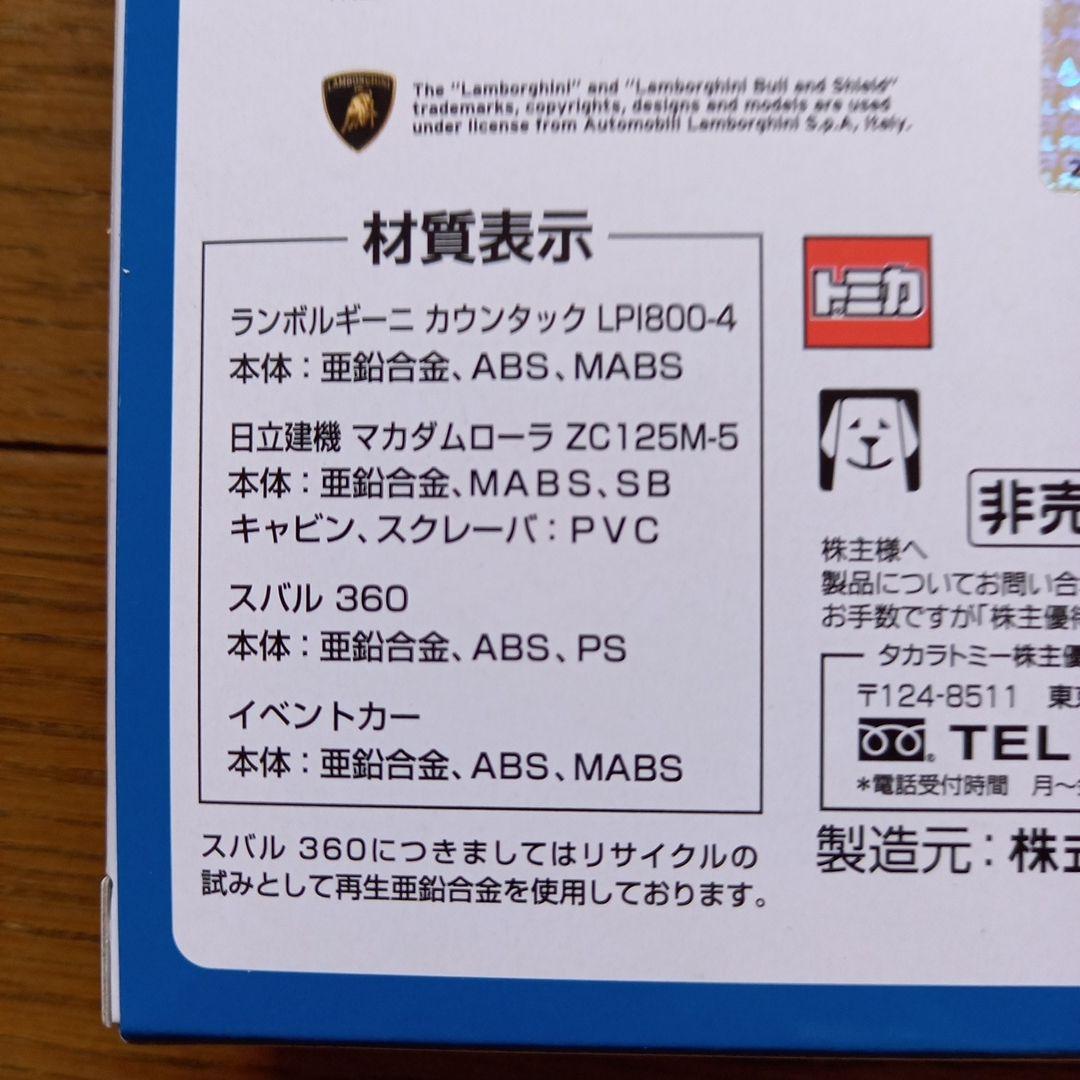 LAMBORGHINI
The "Lamborghini" and "Lamborghini Bull and Shield"
trademarks, copyrights, designs and models are used
under license from Automobili Lamborghini S.p.A, Italy.
材質表示
ランボルギーニ カウンタック LPI800-4
本体：亜鉛合金、ABS、MABS
日立建機 マカダムローラ ZC125M-5
本体：亜鉛合金、MABS、SB
キャビン、スクレーパ：PVC
スバル 360
本体：亜鉛合金、ABS、PS
イベントカー
本体：亜鉛合金、ABS、MABS
スバル 360につきましてはリサイクルの
試みとして再生亜鉛合金を使用しております。
トミカ
非売
株主様へ
製品についてお問い合
お手数ですが「株主優待
タカラトミー株主優
〒124-8511 東京
TEL
*電話受付時間 月〜
製造元：株式